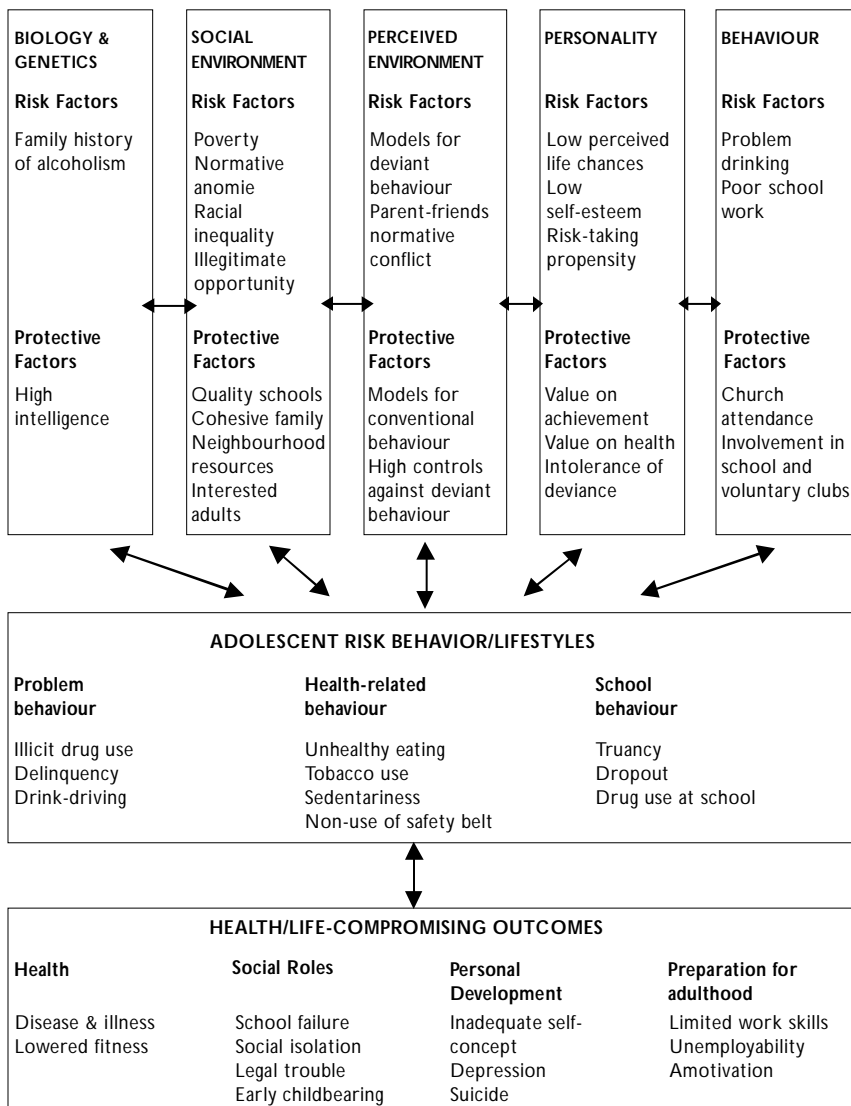 BIOLOGY &
GENETICS
Risk Factors
Family history
of alcoholism
Protective
Factors
High
intelligence
SOCIAL
ENVIRONMENT
Risk Factors
Poverty
Normative
anomie
Racial
inequality
Illegitimate
opportunity
Protective
Factors
Quality schools
Cohesive family
Neighbourhood
resources
Interested
adults
PERCEIVED
ENVIRONMENT
Risk Factors
Models for
deviant
behaviour
Parent-friends
normative
conflict
Protective
Factors
Models for
conventional
behaviour
High controls
against deviant
behaviour
PERSONALITY
Risk Factors
Low perceived
life chances
Low
self-esteem
Risk-taking
propensity
Protective
Factors
Value on
achievement
Value on health
Intolerance of
deviance
BEHAVIOUR
Risk Factors
Problem
drinking
Poor school
work
Protective
Factors
Church
attendance
Involvement in
school and
voluntary clubs
ADOLESCENT RISK BEHAVIOR/LIFESTYLES
Problem
behaviour
Illicit drug use
Delinquency
Drink-driving
Health-related
behaviour
Unhealthy eating
Tobacco use
Sedentariness
Non-use of safety belt
School
behaviour
Truancy
Dropout
Drug use at school
HEALTH/LIFE-COMPROMISING OUTCOMES
Health
Disease & illness
Lowered fitness
Social Roles
School failure
Social isolation
Legal trouble
Early childbearing
Personal
Development
Inadequate self-
concept
Depression
Suicide
Preparation for
adulthood
Limited work skills
Unemployability
Amotivation